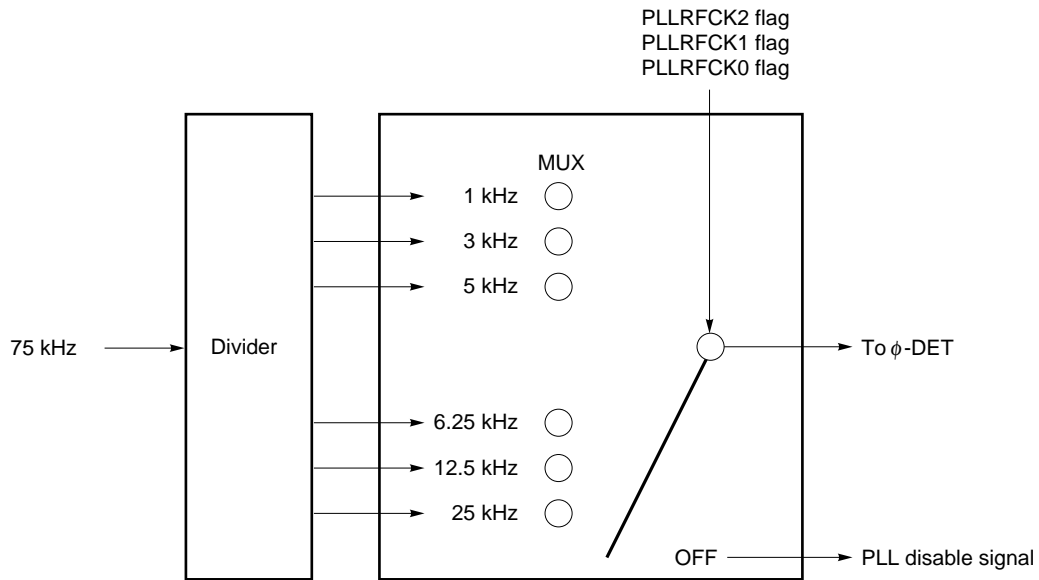 PLLRFCK2 flag
PLLRFCK1 flag
PLLRFCK0 flag
MUX
1 kHz
3 kHz
5 kHz
75 kHz
Divider
To ϕ-DET
6.25 kHz
12.5 kHz
25 kHz
OFF
PLL disable signal